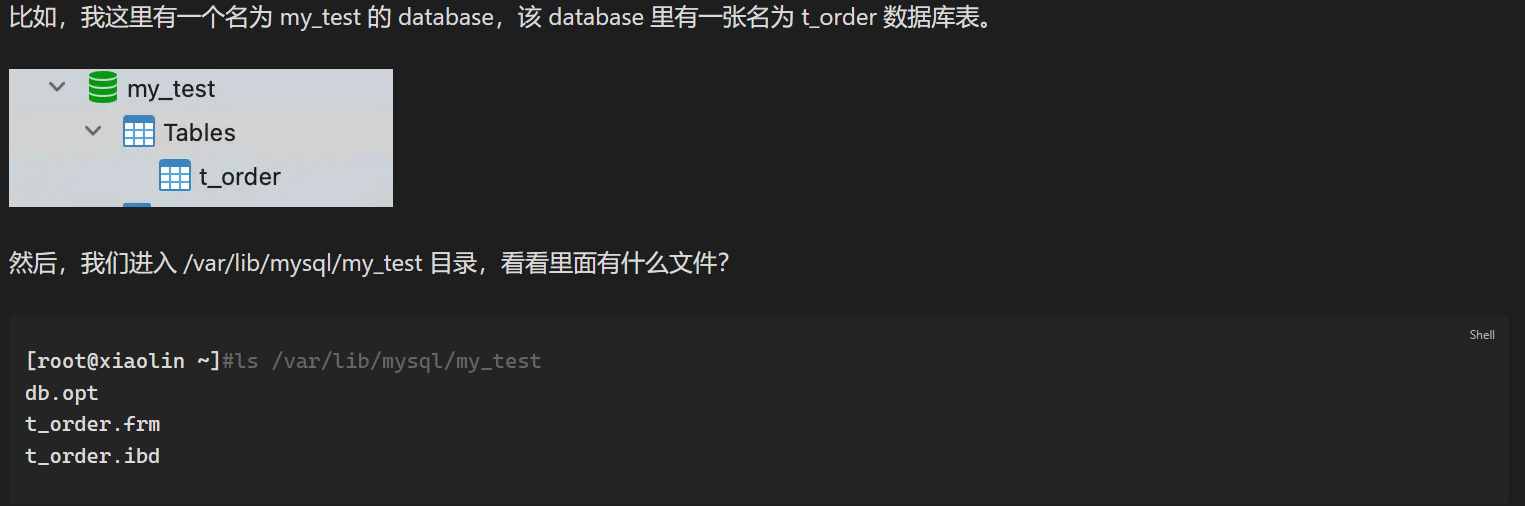 比如，我这里有一个名为 my_test 的 database，该 database 里有一张名为 t_order 数据库表。
my_test
Tables
t_order
然后，我们进入 /var/lib/mysql/my_test 目录，看看里面有什么文件？
Shell
[root@xiaolin ~]#ls /var/lib/mysql/my_test
db.opt
t_order.frm
t_order.ibd